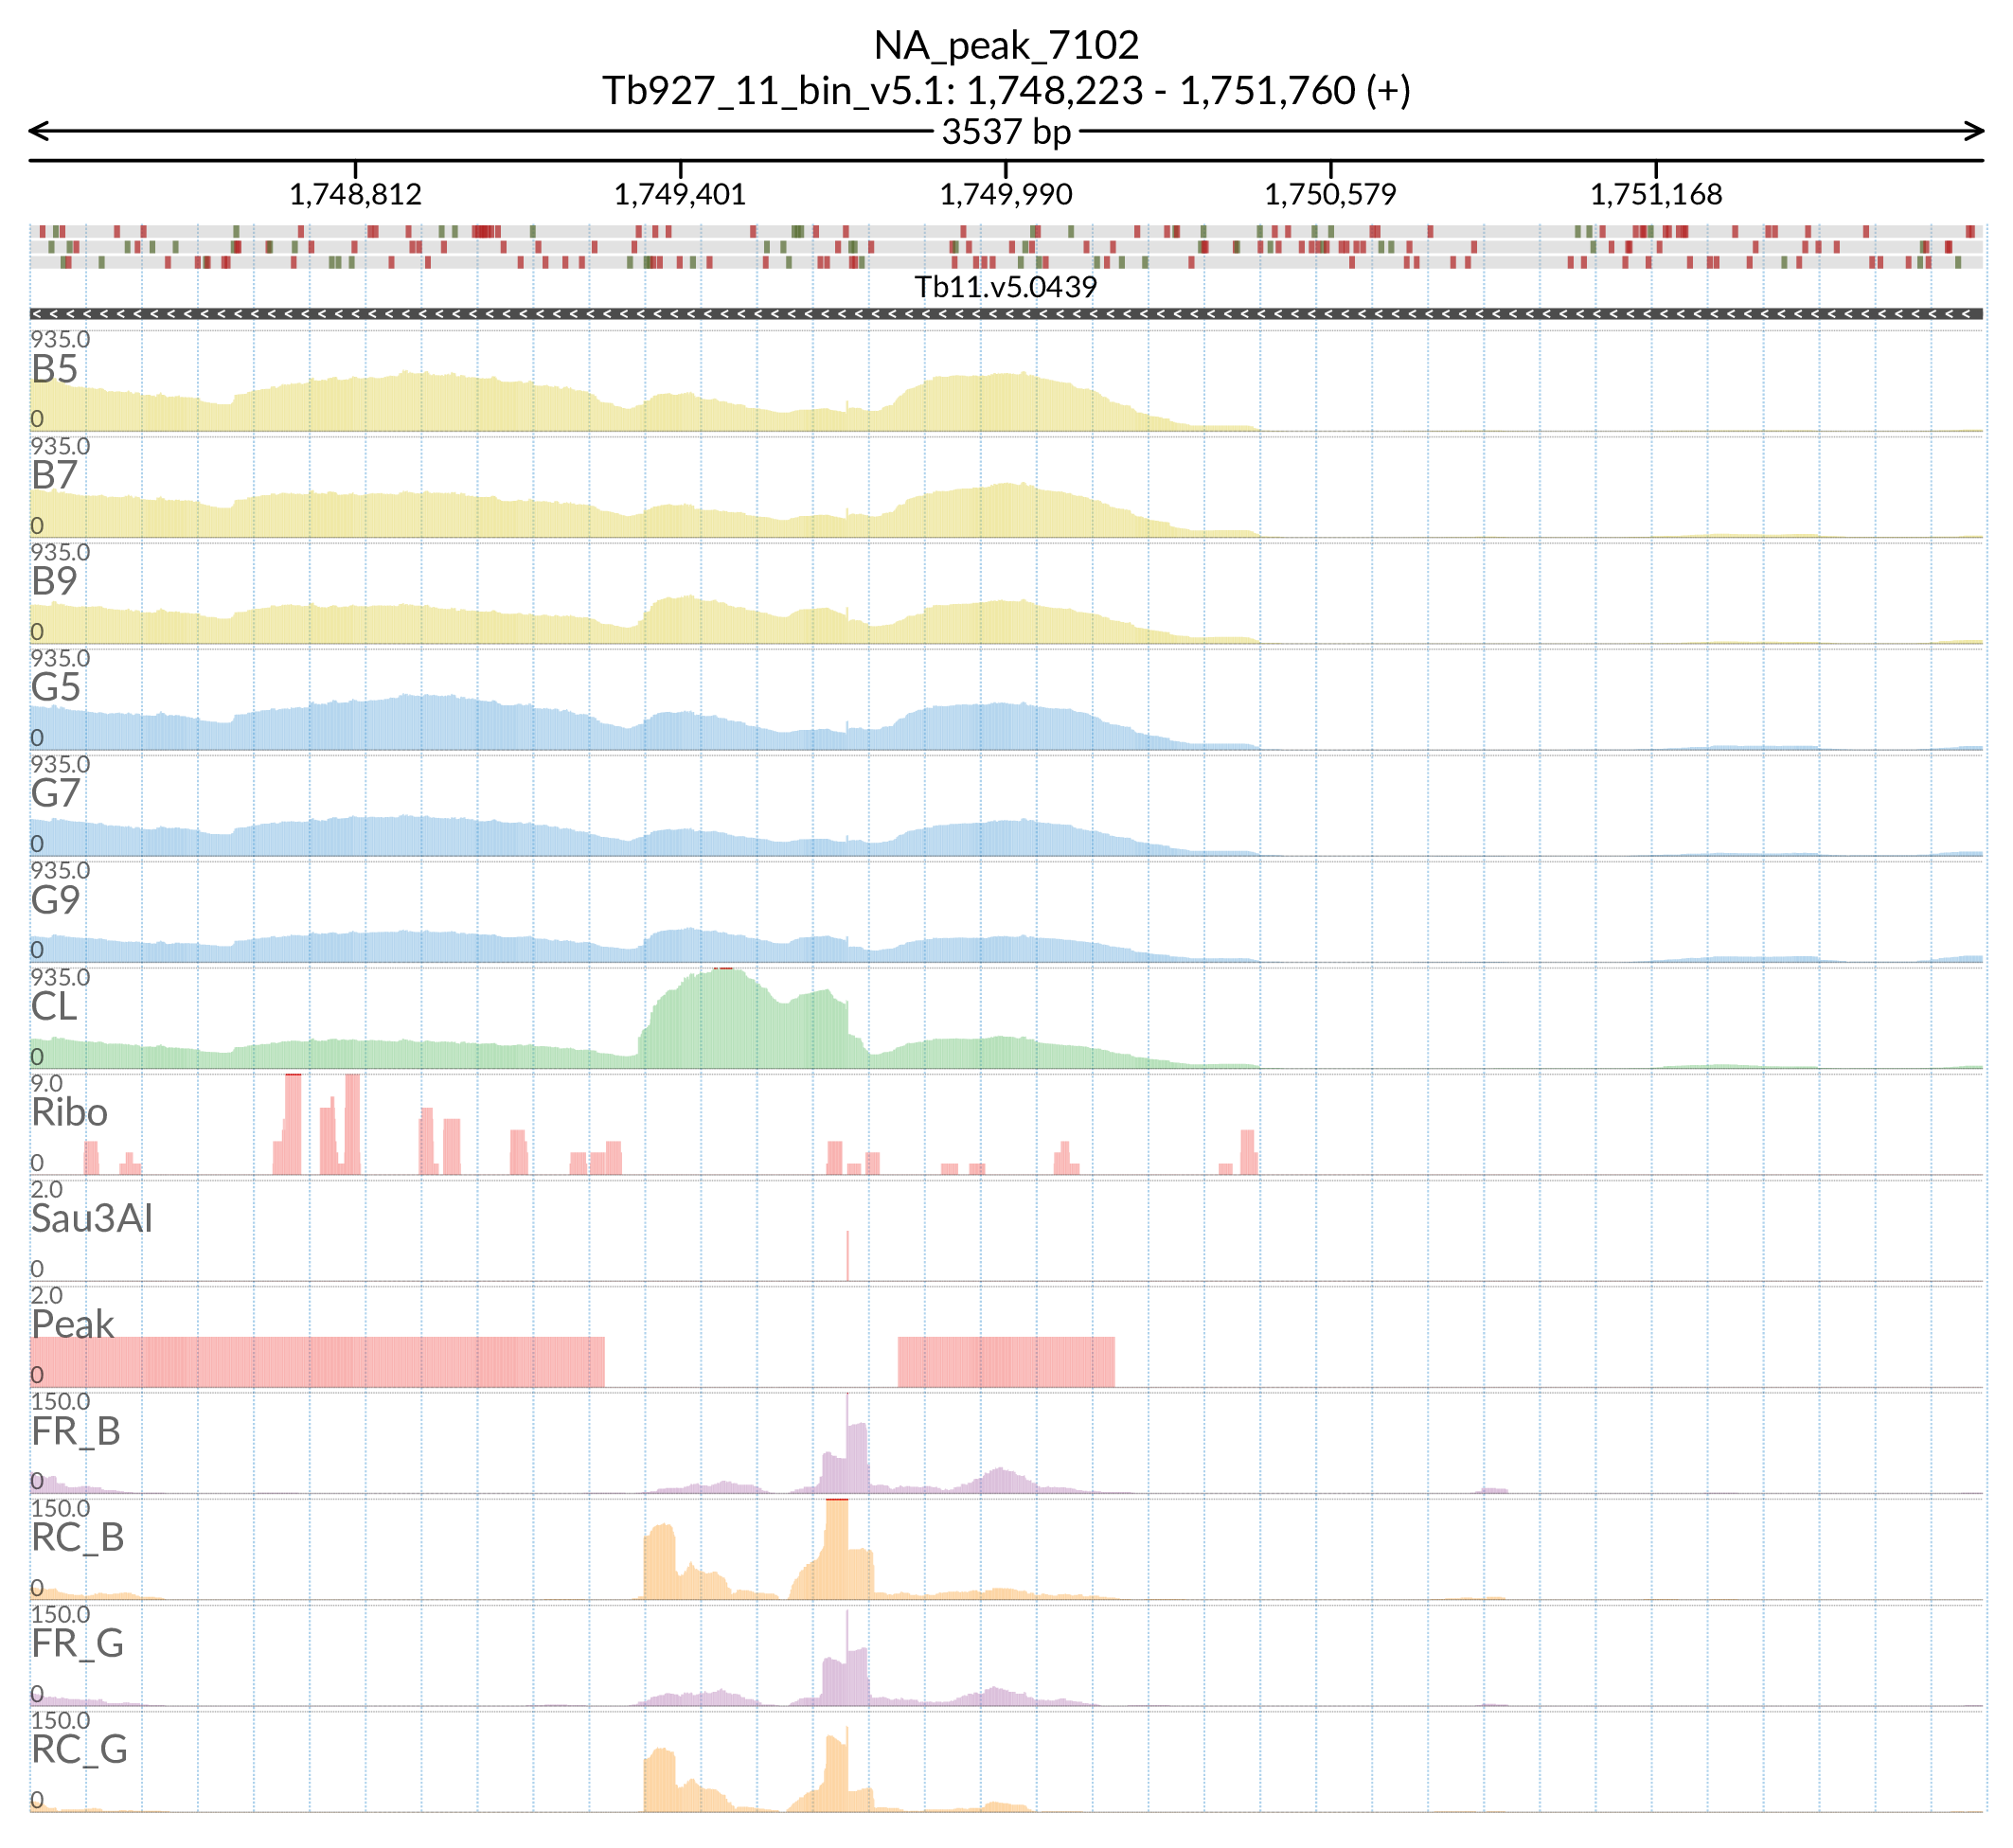 NA_peak_7102
Tb927_11_bin_v5.1: 1,748,223 - 1,751,760 (+)
3537 bp
1,748,812 1,749,401 1,749,990 1,750,579 1,751,168
Tb11.v5.0439
935.0
B5
0
935.0
B7
0
935.0
B9
0
935.0
G5
0
935.0
G7
0
935.0
G9
0
935.0
CL
0
9.0
Ribo
0
2.0
Sau3AI
0
2.0
Peak
0
150.0
FR_B
0
150.0
RC_B
0
150.0
FR_G
0
150.0
RC_G
0